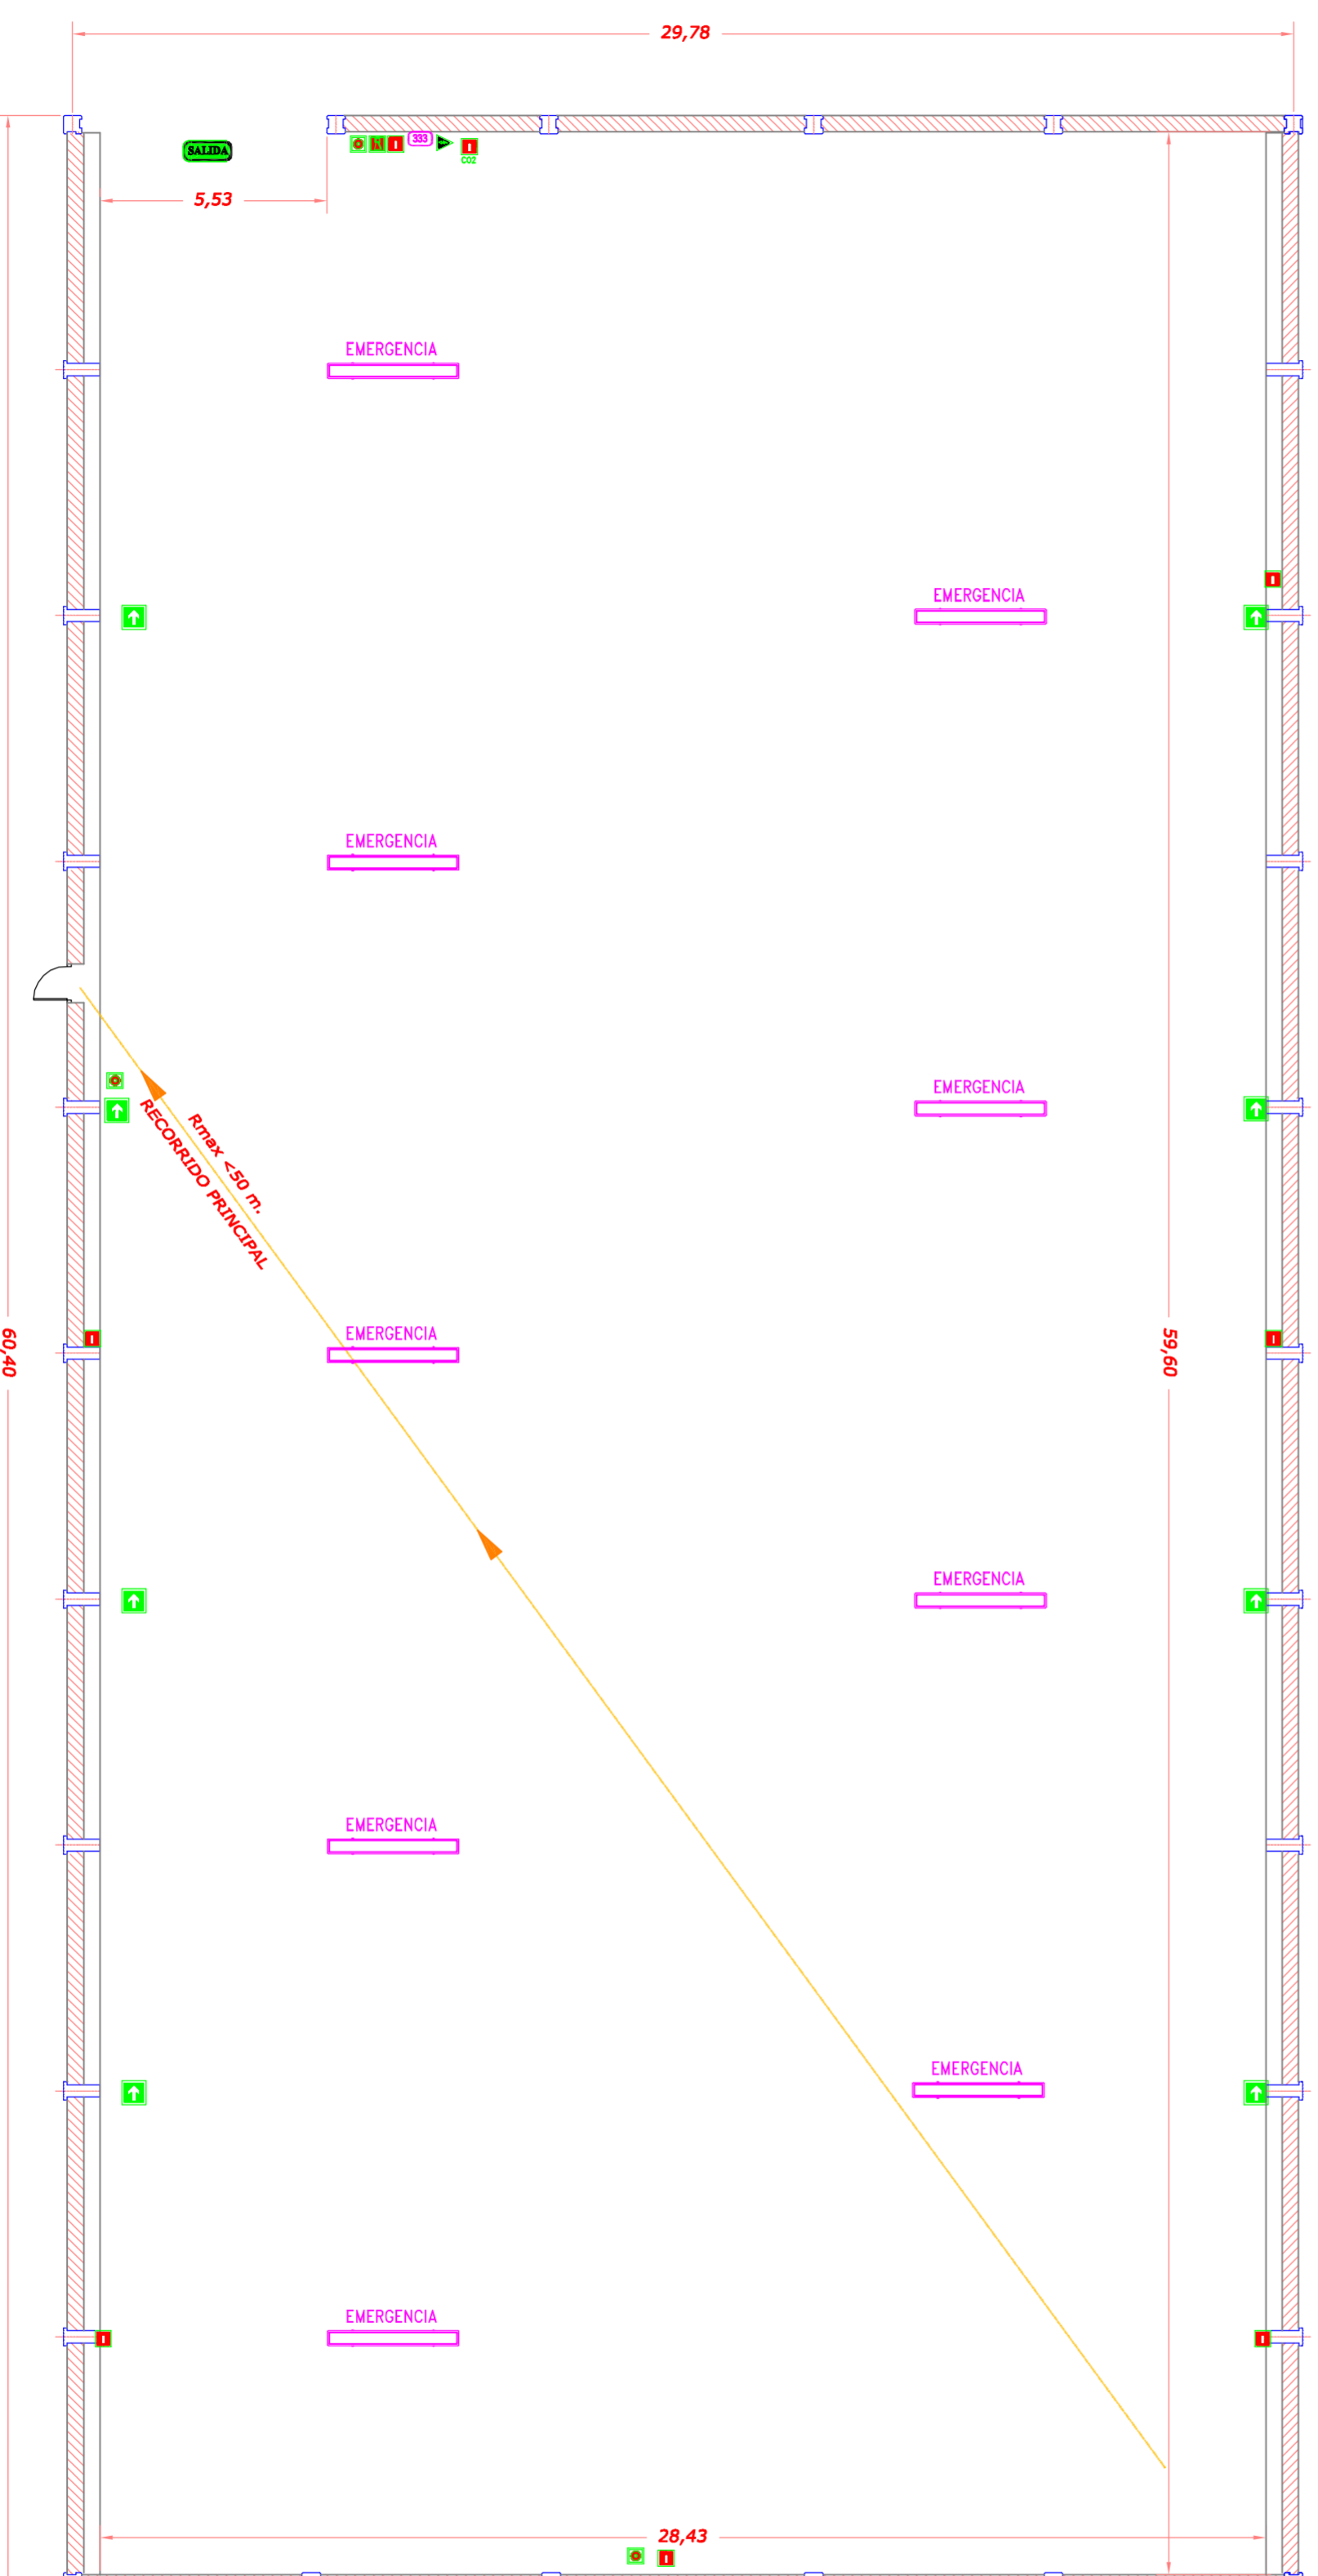 29,78
SALIDA
333
CO2
5,53
EMERGENCIA
EMERGENCIA
EMERGENCIA
EMERGENCIA
Rmax <50 m.
RECORRIDO PRINCIPAL
EMERGENCIA
60,40
59,60
EMERGENCIA
EMERGENCIA
EMERGENCIA
EMERGENCIA
28,43